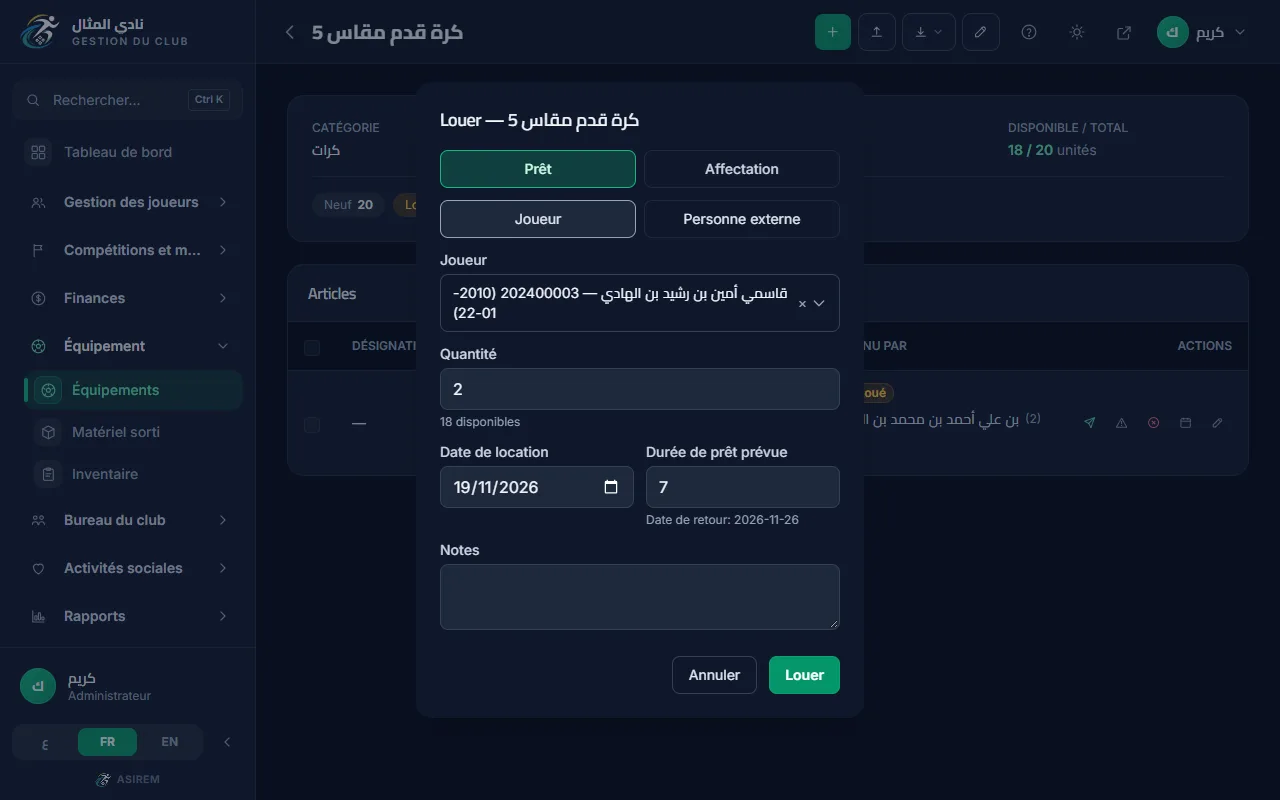 نادي المثال
GESTION DU CLUB
Rechercher...
Ctrl K
Tableau de bord
Gestion des joueurs
Compétitions et m...
Finances
Équipement
Équipements
Matériel sorti
Inventaire
Bureau du club
Activités sociales
Rapports
ك
كريم
Administrateur
ع
FR
EN
ASIREM
كرة قدم مقاس 5
ك
كريم
CATÉGORIE
كرات
DISPONIBLE / TOTAL
18 / 20 unités
Neuf 20
Articles
DÉSIGNATI
NU PAR
ACTIONS
—
oué
بن علي أحمد بن محمد بن ال (2)
Louer — كرة قدم مقاس 5
Prêt
Affectation
Joueur
Personne externe
Joueur
قاسمي أمين بن رشيد بن الهادي — 202400003 (2010-
01-22)
Quantité
2
18 disponibles
Date de location
Durée de prêt prévue
19/11/2026
7
Date de retour: 2026-11-26
Notes
Annuler
Louer